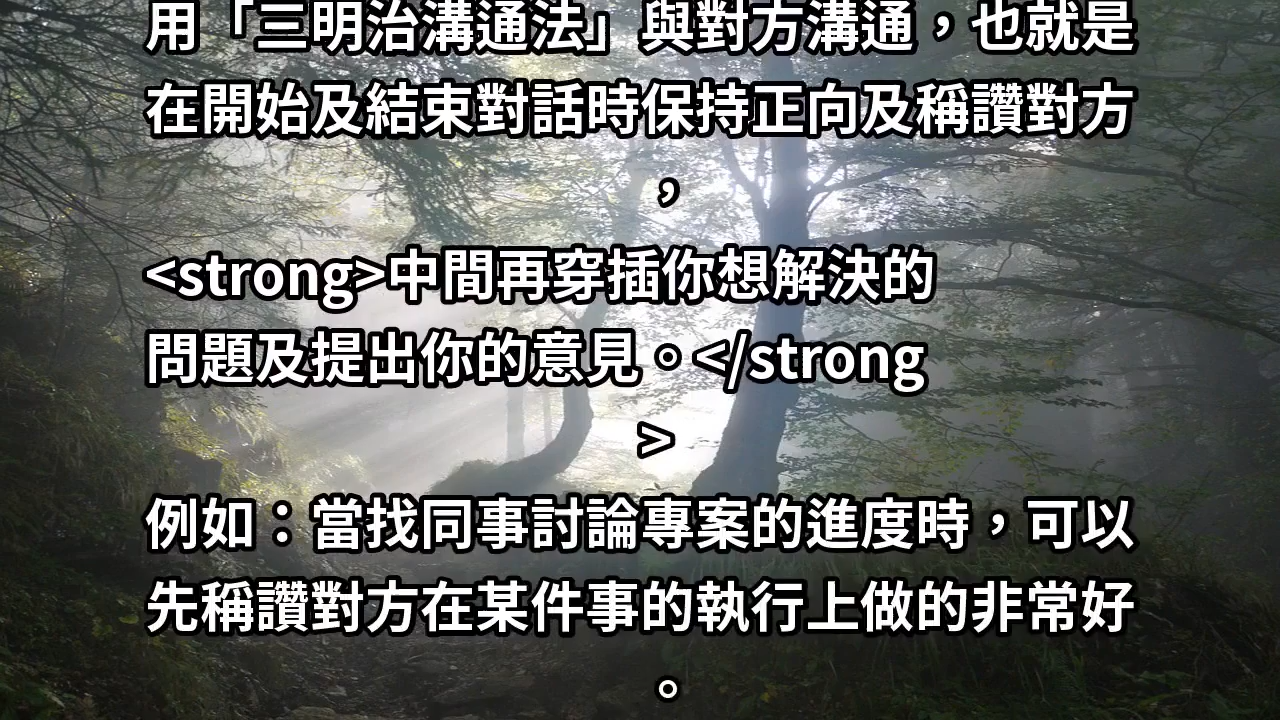 用「三明治溝通法」與對方溝通，也就是
在開始及結束對話時保持正向及稱讚對方
，
<strong>中間再穿插你想解決的
問題及提出你的意見。</strong
>
例如：當找同事討論專案的進度時，可以
先稱讚對方在某件事的執行上做的非常好
。